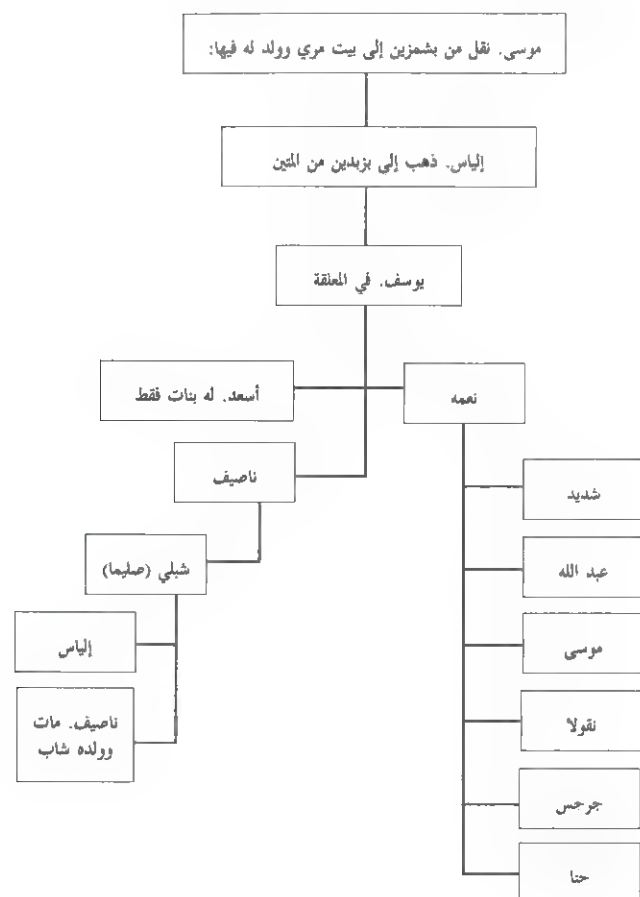 موسى. نقل من بشمزين إلى بيت مري وولد له فيها:
إلياس. ذهب إلى بزبدين من المتين
يوسف. في المعلقة
نعمه
أسعد. له بنات فقط
ناصيف
شديد
شبلي (صليما)
عبد الله
إلياس
موسى
ناصيف. مات
وولده شاب
نقولا
جرجس
حنا